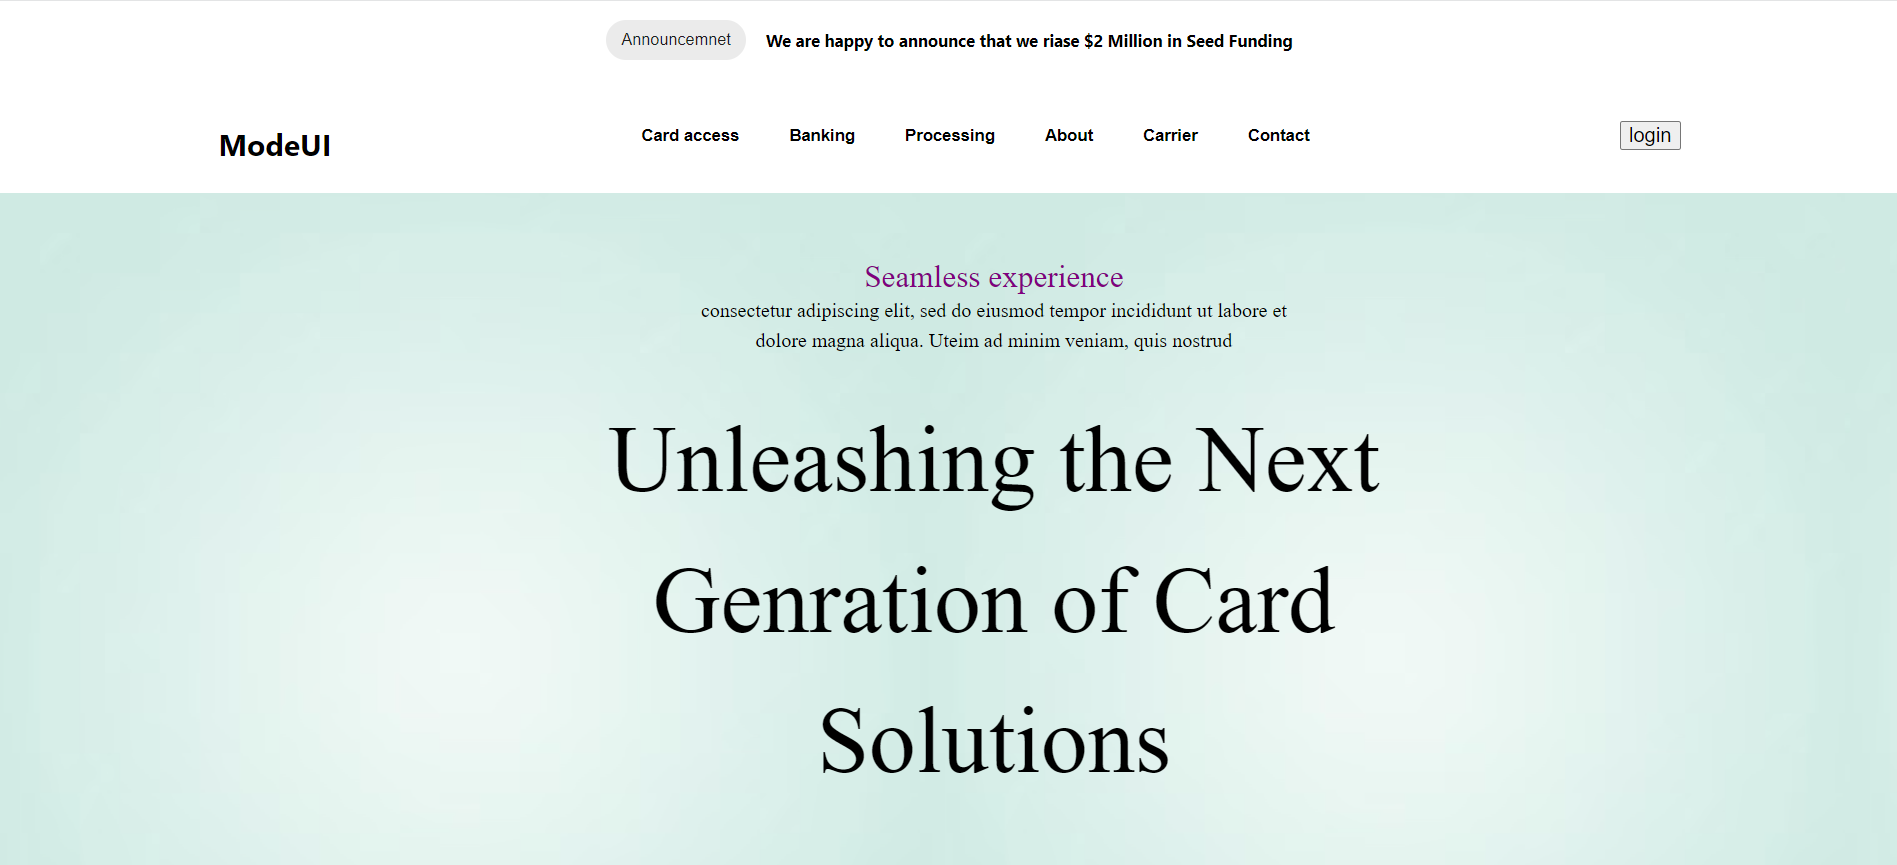 Announcemnet We are happy to announce that we riase $2 Million in Seed Funding
ModeUI Card access Banking Processing About Carrier Contact login
Seamless experience
consectetur adipiscing elit, sed do eiusmod tempor incididunt ut labore et
dolore magna aliqua. Uteim ad minim veniam, quis nostrud
Unleashing the Next
Genration of Card
Solutions